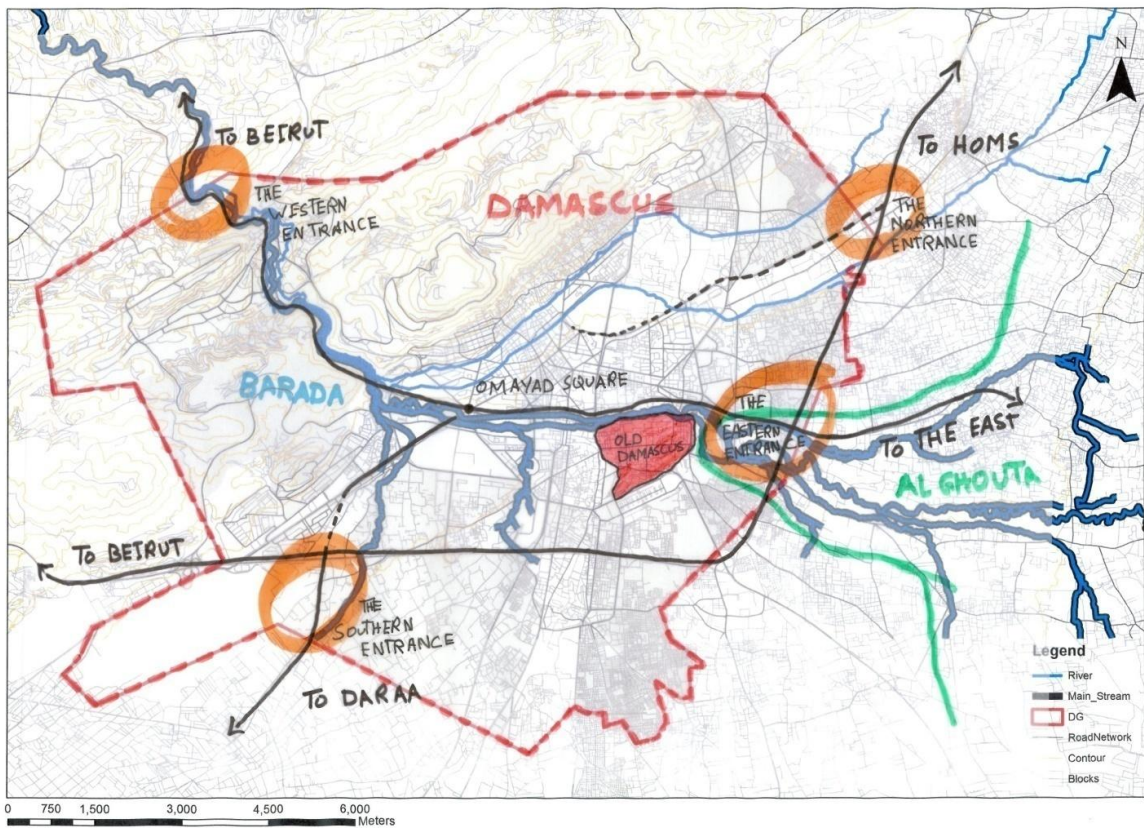 N
TO BEIRUT
TO HOMS
THE
WESTERN
ENTRANCE
DAMASCUS
THE
NORTHERN
ENTRANCE
BARADA
OMAYAD SQUARE
THE
EASTERN
ENTRANCE
OLD
DAMASCUS
TO THE EAST
AL GHOUTA
TO BEIRUT
THE
SOUTHERN
ENTRANCE
TO DARAA
Legend
River
Main_Stream
DG
RoadNetwork
Contour
Blocks
0 750 1,500 3,000 4,500 6,000
Meters